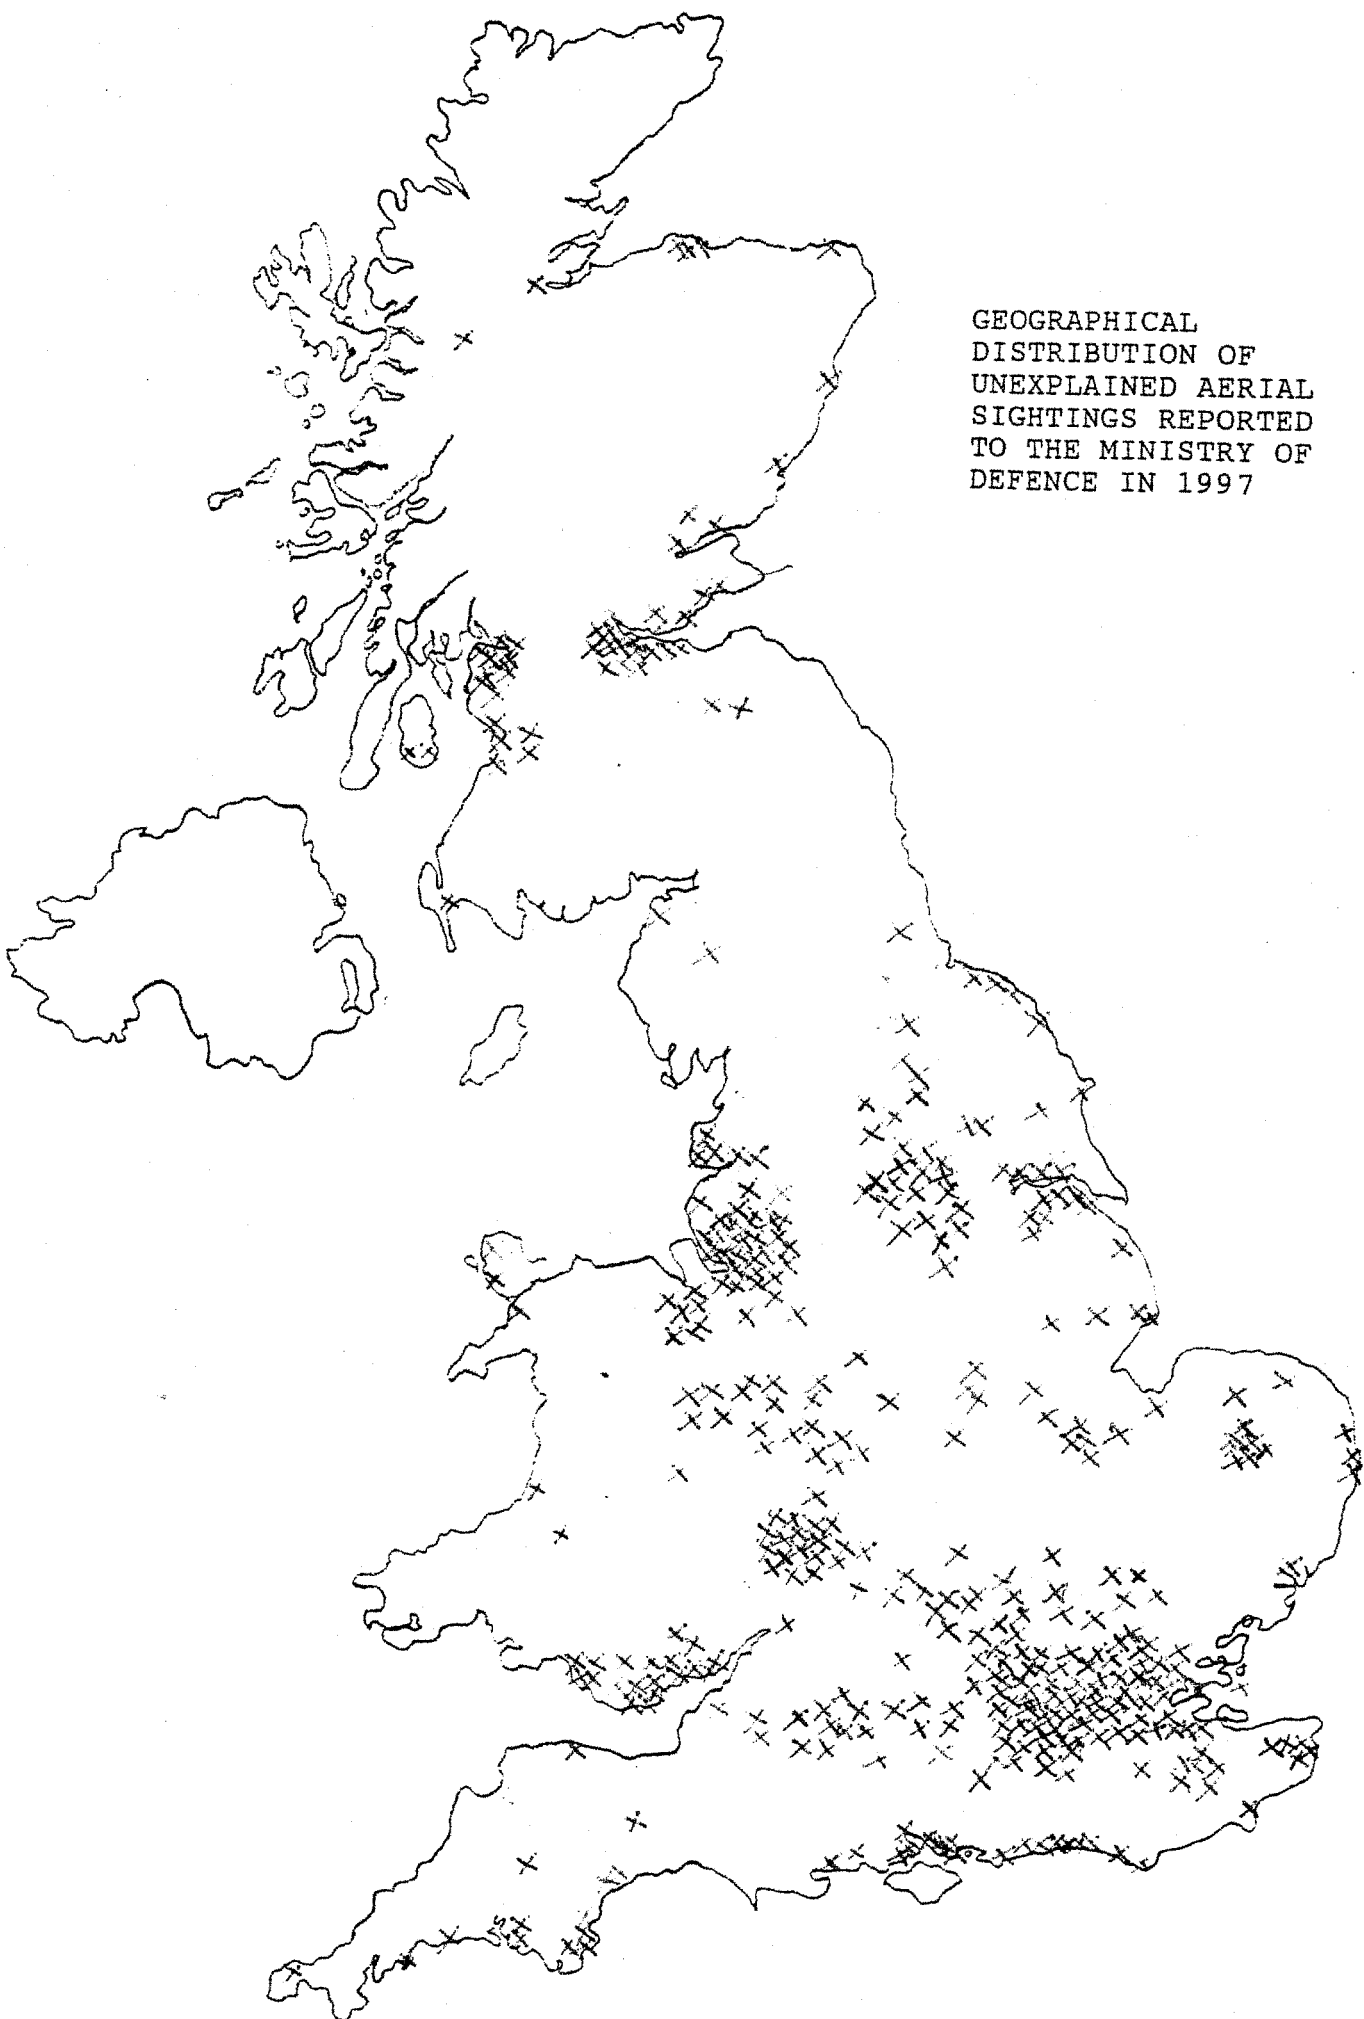 GEOGRAPHICAL
DISTRIBUTION OF
UNEXPLAINED AERIAL
SIGHTINGS REPORTED
TO THE MINISTRY OF
DEFENCE IN 1997